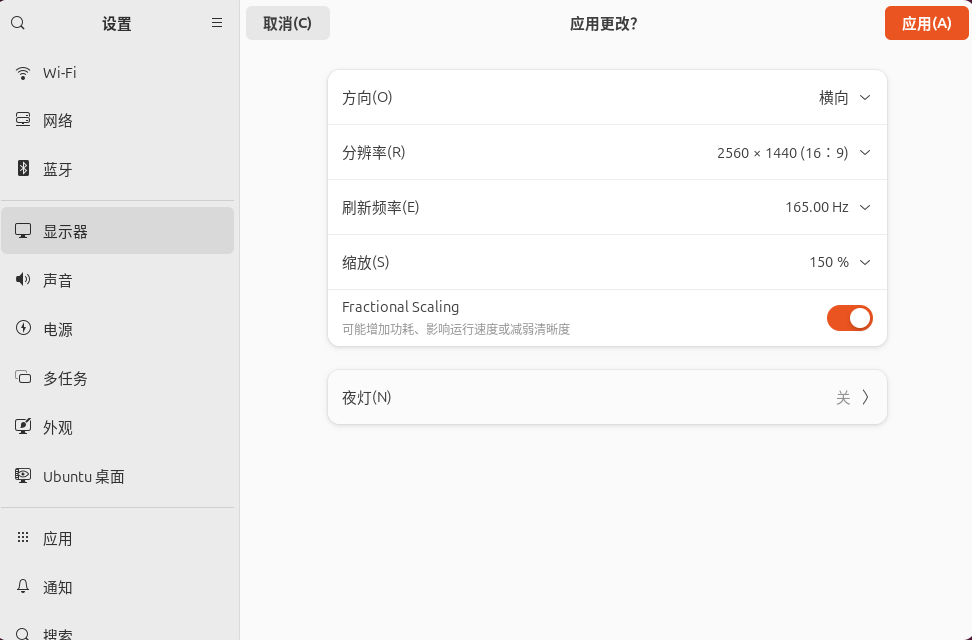 设置
取消(C)
应用更改?
应用(A)
Wi-Fi
网络
蓝牙
显示器
声音
电源
多任务
外观
Ubuntu 桌面
应用
通知
搜索
方向(O)
横向
分辨率(R)
2560 × 1440 (16∶9)
刷新频率(E)
165.00 Hz
缩放(S)
150 %
Fractional Scaling
可能增加功耗、影响运行速度或减弱清晰度
夜灯(N)
关